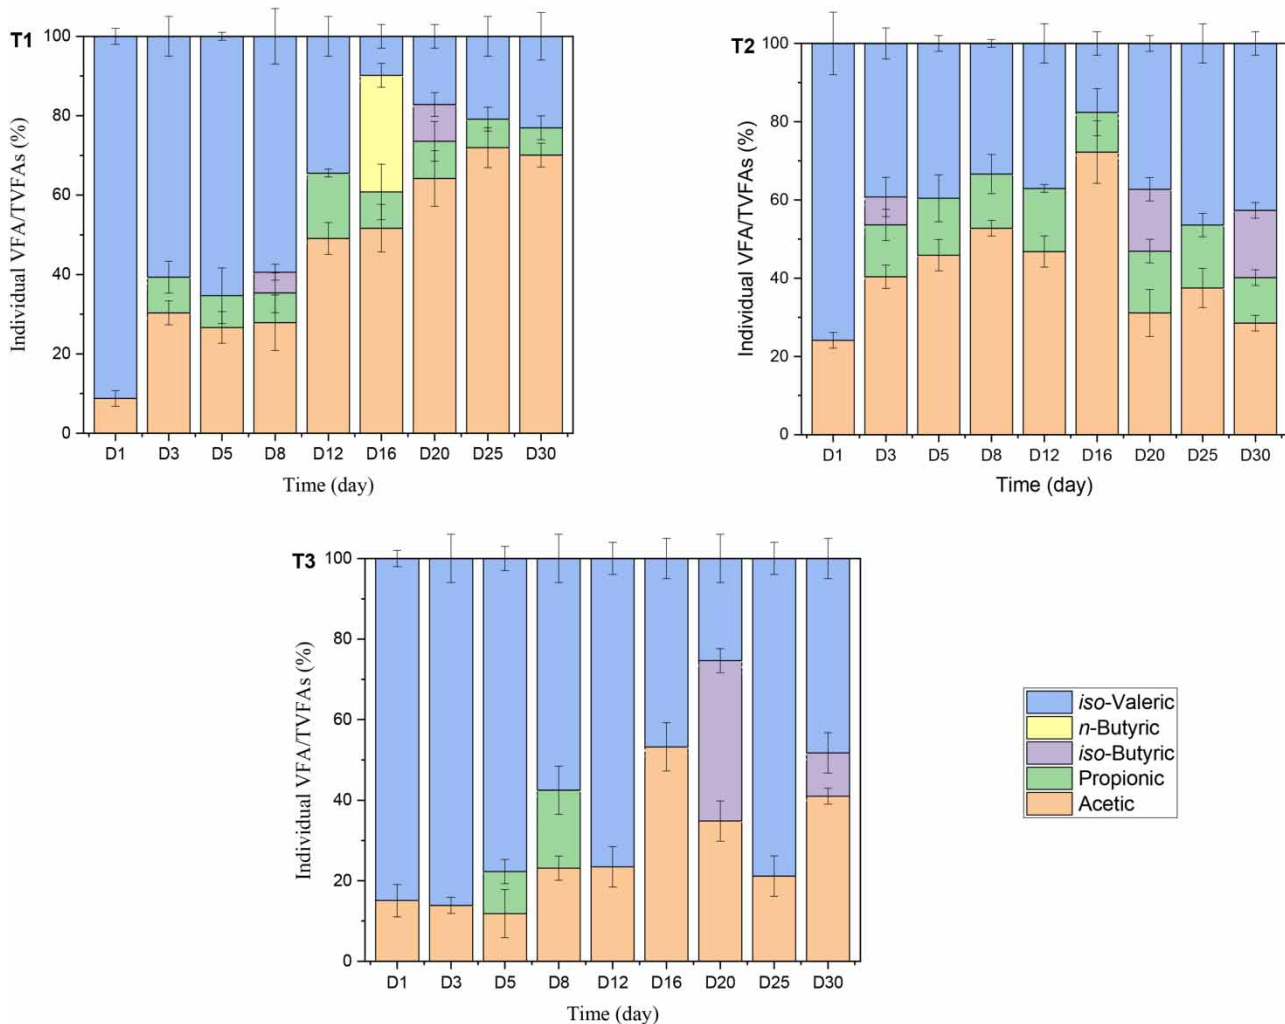 T1
Individual VFA/TVFAs (%)
100
80
60
40
20
0
D1 D3 D5 D8 D12 D16 D20 D25 D30
Time (day)
T2
Individual VFA/TVFAs (%)
100
80
60
40
20
0
D1 D3 D5 D8 D12 D16 D20 D25 D30
Time (day)
T3
Individual VFA/TVFAs (%)
100
80
60
40
20
0
D1 D3 D5 D8 D12 D16 D20 D25 D30
Time (day)
iso-Valeric
n-Butyric
iso-Butyric
Propionic
Acetic